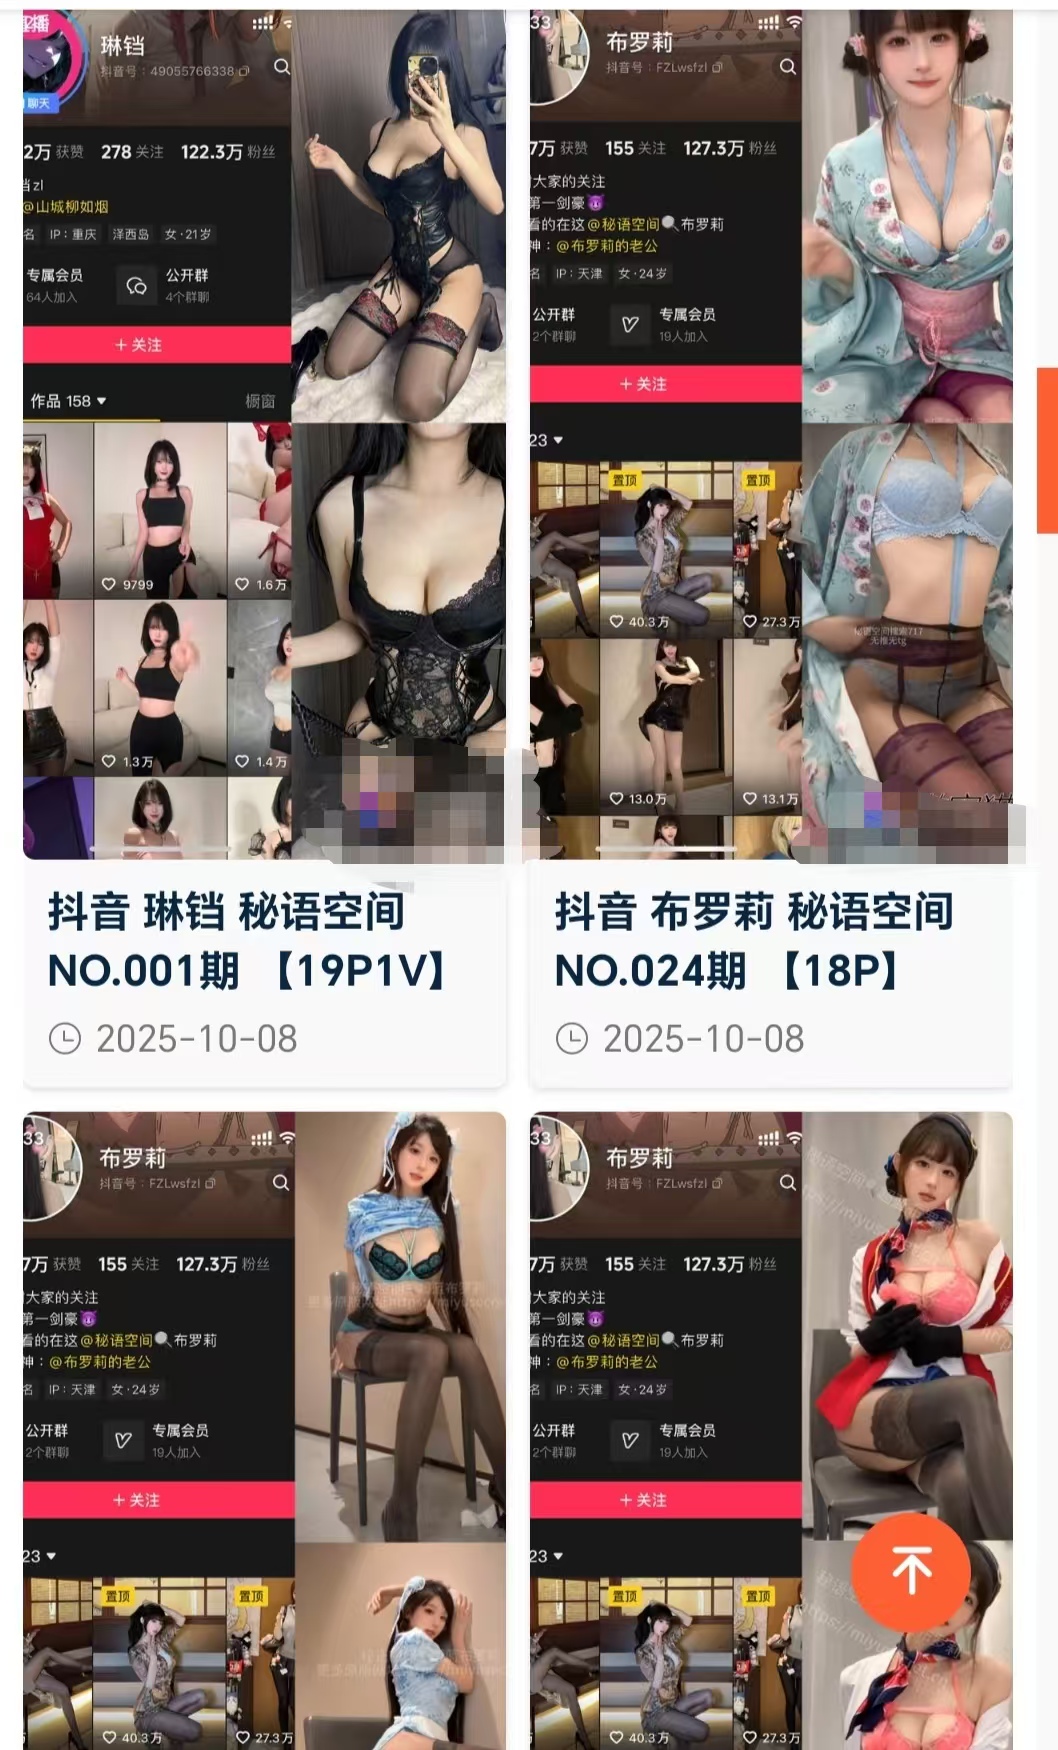 琳铛
抖音号：49055766338
聊天
2万 获赞 278 关注 122.3万 粉丝
zl
@山城柳如烟
名 IP：重庆 泽西岛 女·21岁
专属会员 公开群
64人加入 4个群聊
+ 关注
作品 158 橱窗
9799 1.6万
1.3万 1.4万
抖音 琳铛 秘语空间
NO.001期 【19P1V】
2025-10-08
33
布罗莉
抖音号：FZLwsfzl
7万 获赞 155 关注 127.3万 粉丝
大家的关注
第一剑豪
看的在这 @秘语空间 布罗莉
神：@布罗莉的老公
名 IP：天津 女·24岁
公开群 专属会员
2个群聊 19人加入
+ 关注
23
置顶 置顶
40.3万 27.3万
13.0万 13.1万
秘语空间搜索717
无推无tg
抖音 布罗莉 秘语空间
NO.024期 【18P】
2025-10-08
33
布罗莉
抖音号：FZLwsfzl
7万 获赞 155 关注 127.3万 粉丝
大家的关注
第一剑豪
看的在这 @秘语空间 布罗莉
神：@布罗莉的老公
名 IP：天津 女·24岁
公开群 专属会员
2个群聊 19人加入
+ 关注
23
置顶 置顶
40.3万 27.3万
33
布罗莉
抖音号：FZLwsfzl
7万 获赞 155 关注 127.3万 粉丝
大家的关注
第一剑豪
看的在这 @秘语空间 布罗莉
神：@布罗莉的老公
名 IP：天津 女·24岁
公开群 专属会员
2个群聊 19人加入
+ 关注
23
置顶 置顶
40.3万 27.3万